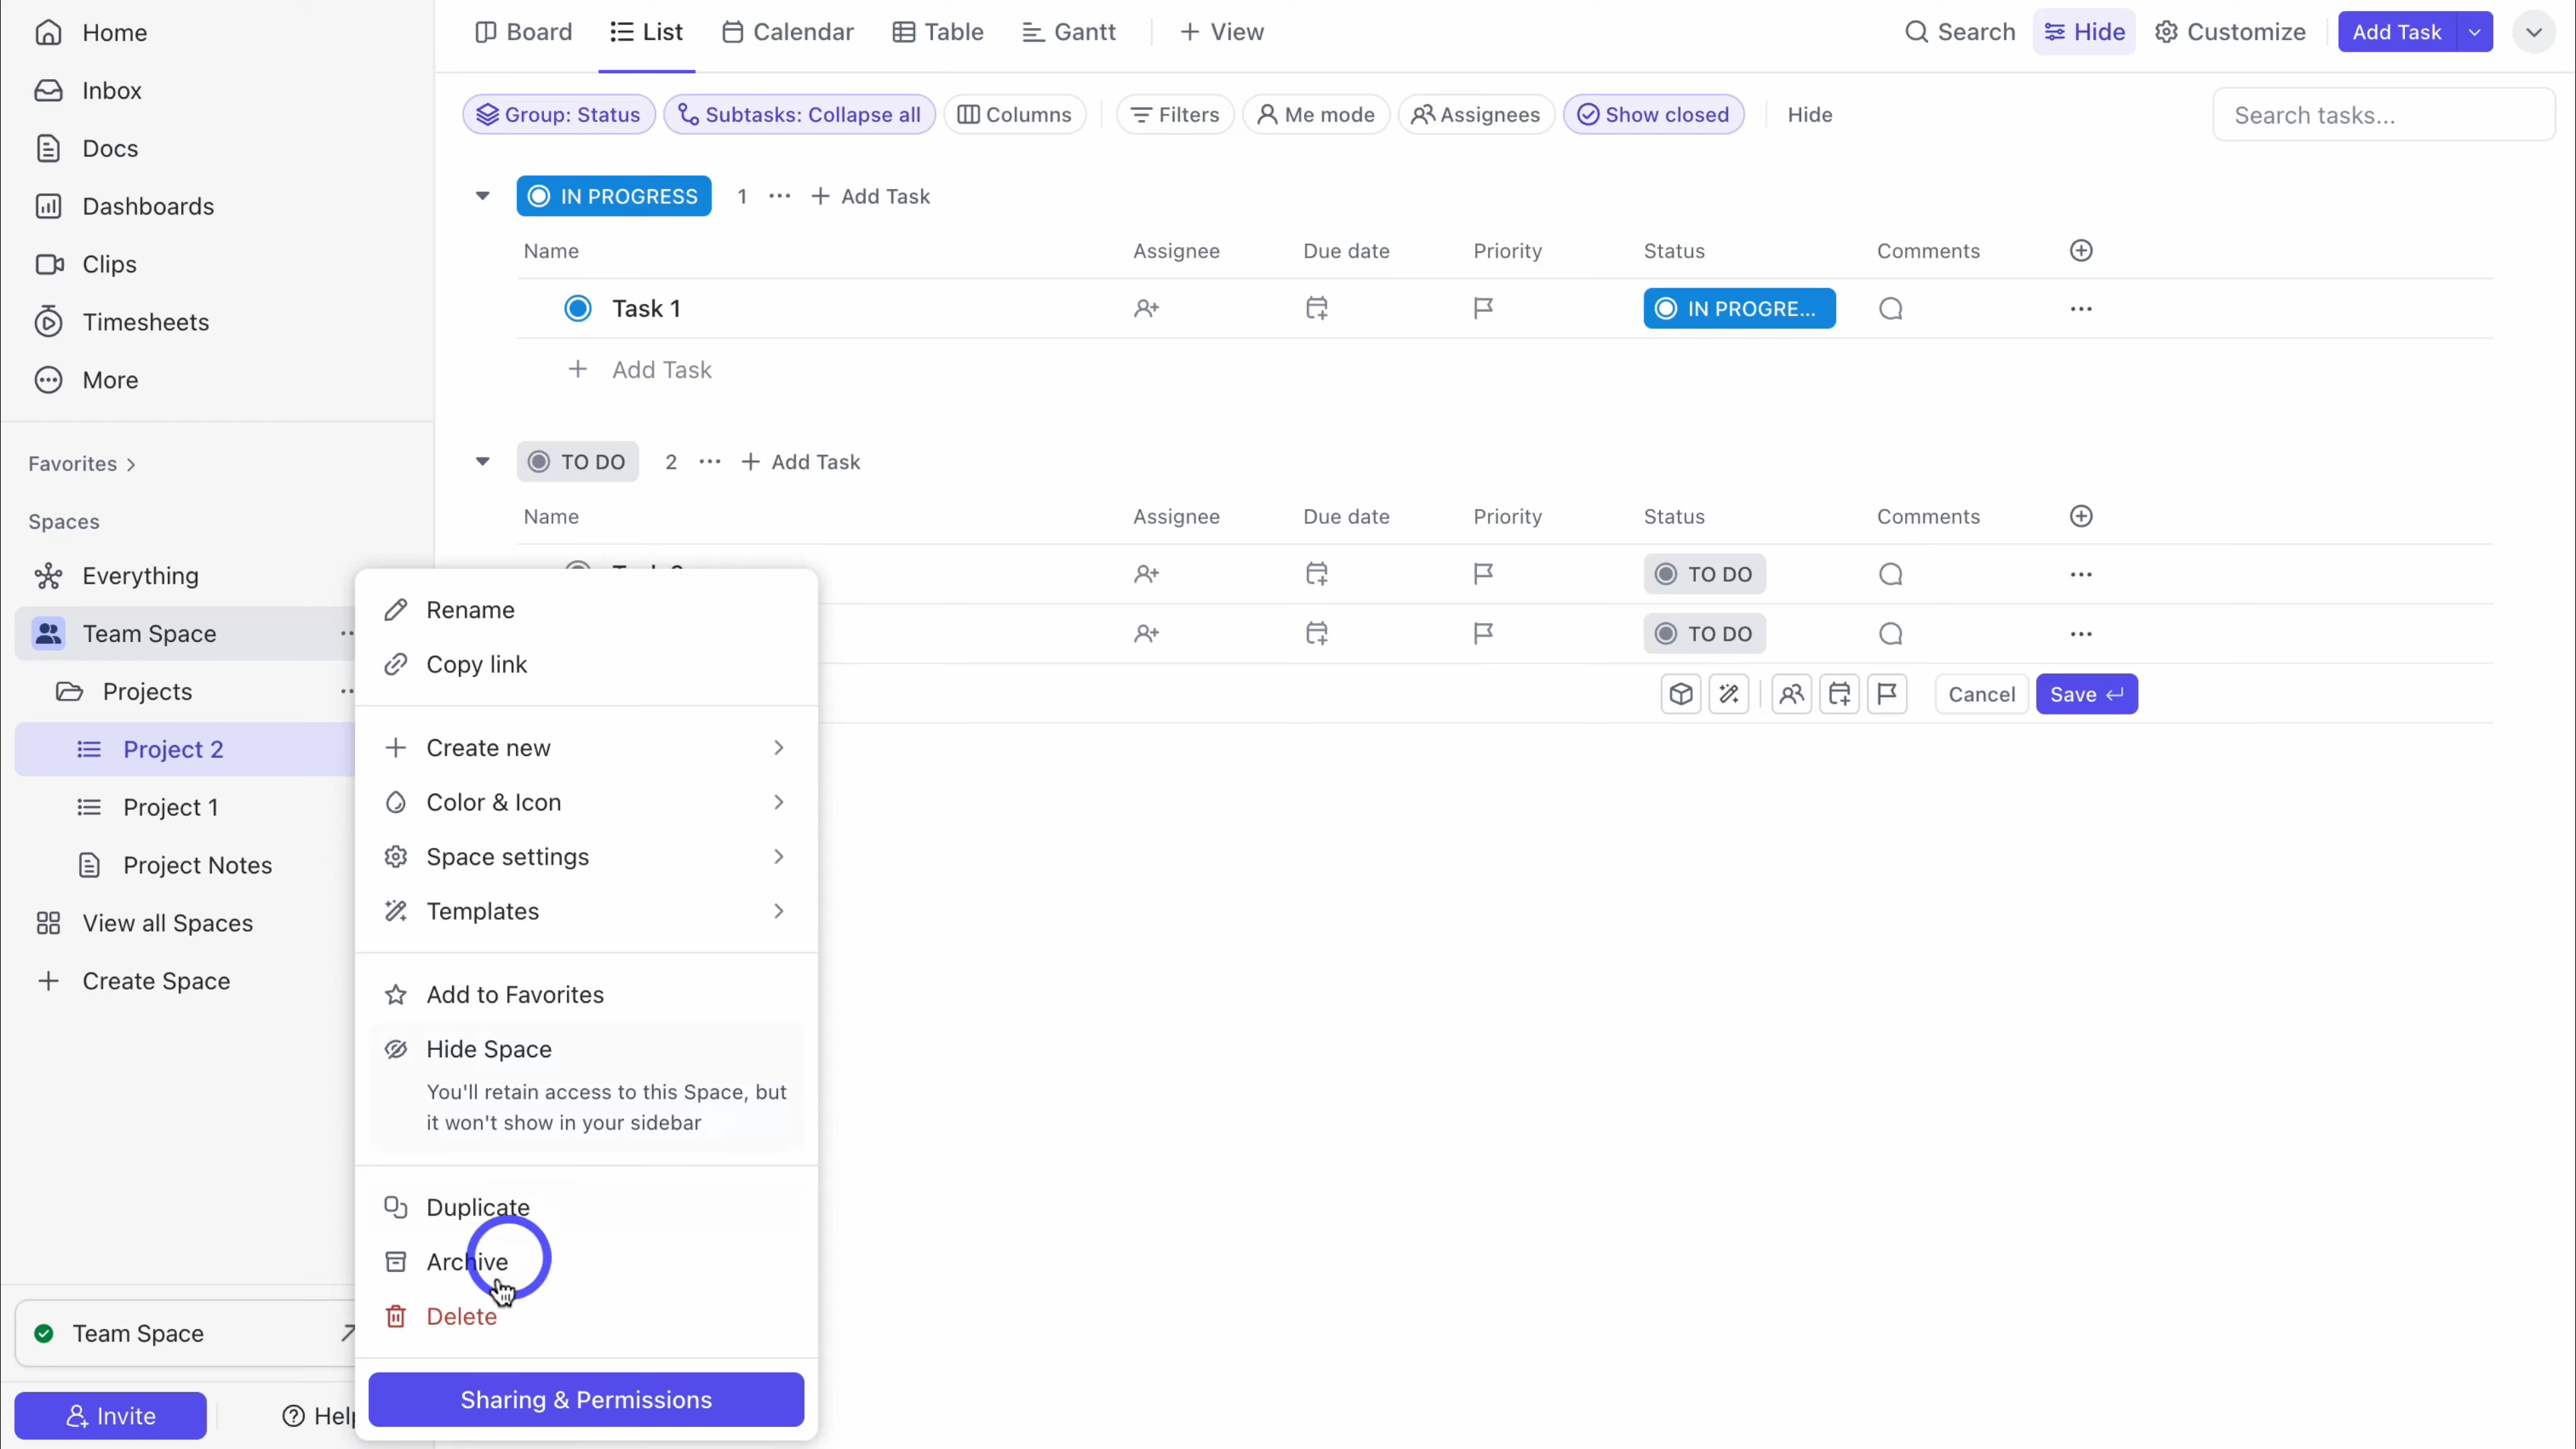 Home
Inbox
Docs
Dashboards
Clips
Timesheets
More
Favorites
Spaces
Everything
Team Space
Projects
Project 2
Project 1
Project Notes
View all Spaces
Create Space
Team Space
Invite
Help
Board List Calendar Table Gantt + View
Search Hide Customize Add Task
Group: Status Subtasks: Collapse all Columns Filters Me mode Assignees Show closed Hide
Search tasks...
IN PROGRESS 1 ... + Add Task
Name Assignee Due date Priority Status Comments
Task 1 IN PROGRE... ...
+ Add Task
TO DO 2 ... + Add Task
Name Assignee Due date Priority Status Comments
TO DO ...
TO DO ...
Cancel Save
Rename
Copy link
Create new
Color & Icon
Space settings
Templates
Add to Favorites
Hide Space
You'll retain access to this Space, but
it won't show in your sidebar
Duplicate
Archive
Delete
Sharing & Permissions